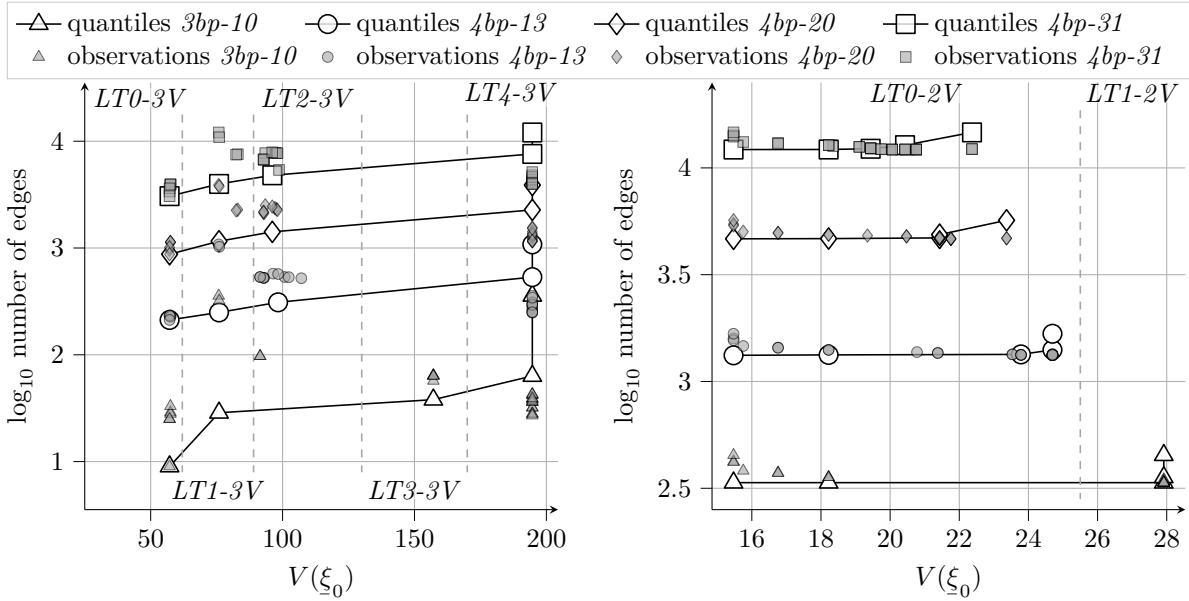 quantiles 3bp-10 quantiles 4bp-13 quantiles 4bp-20 quantiles 4bp-31
observations 3bp-10 observations 4bp-13 observations 4bp-20 observations 4bp-31
LT0-3V LT2-3V LT4-3V
4
3
2
1
log₁₀ number of edges
LT1-3V LT3-3V
50 100 150 200
V(ξ₀)
LT0-2V LT1-2V
4
3.5
3
2.5
log₁₀ number of edges
16 18 20 22 24 26 28
V(ξ₀)